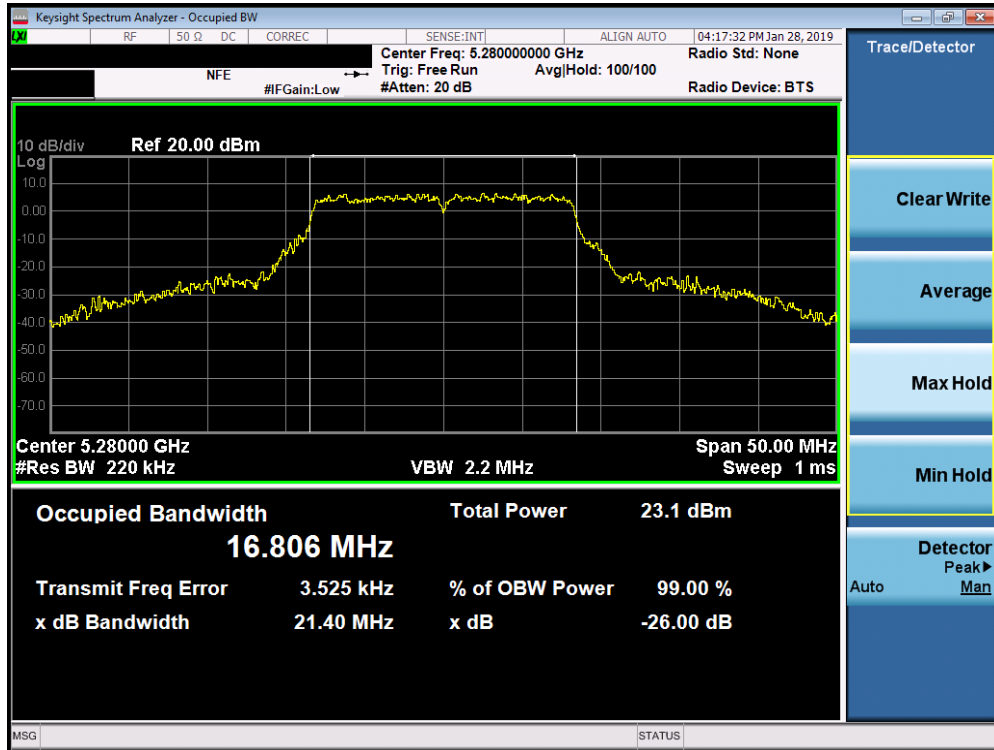 Keysight Spectrum Analyzer - Occupied BW
LXI RF 50 Ω DC CORREC SENSE:INT ALIGN AUTO 04:17:32 PM Jan 28, 2019
Center Freq: 5.280000000 GHz Radio Std: None
NFE Trig: Free Run Avg|Hold: 100/100
#IFGain:Low #Atten: 20 dB Radio Device: BTS
Trace/Detector
10 dB/div Ref 20.00 dBm
Log
10.0
0.00
-10.0
-20.0
-30.0
-40.0
-50.0
-60.0
-70.0
Center 5.28000 GHz Span 50.00 MHz
#Res BW 220 kHz VBW 2.2 MHz Sweep 1 ms
Occupied Bandwidth Total Power 23.1 dBm
16.806 MHz
Transmit Freq Error 3.525 kHz % of OBW Power 99.00 %
x dB Bandwidth 21.40 MHz x dB -26.00 dB
Clear Write
Average
Max Hold
Min Hold
Detector
Peak▶
Auto Man
MSG STATUS